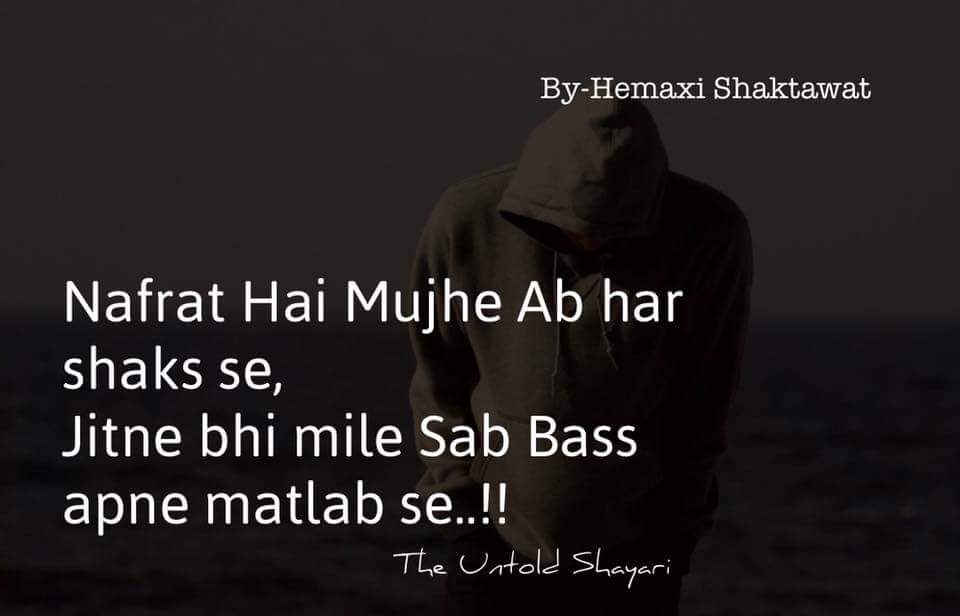 By-Hemaxi Shaktawat
Nafrat Hai Mujhe Ab har
shaks se,
Jitne bhi mile Sab Bass
apne matlab se..!!
The Untold Shayari